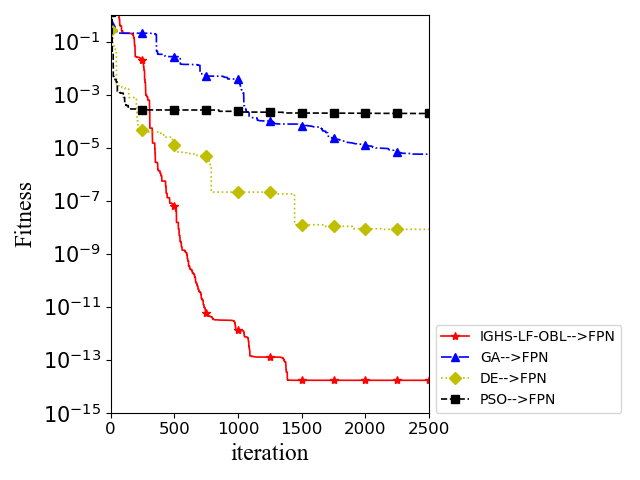 Fitness
10^{-1}
10^{-3}
10^{-5}
10^{-7}
10^{-9}
10^{-11}
10^{-13}
10^{-15}
0 500 1000 1500 2000 2500
iteration
IGHS-LF-OBL-->FPN
GA-->FPN
DE-->FPN
PSO-->FPN